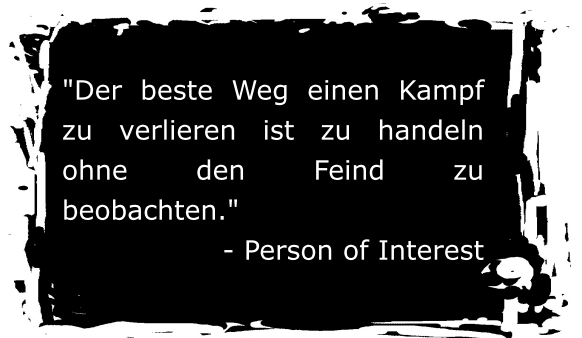 "Der beste Weg einen Kampf
zu verlieren ist zu handeln
ohne den Feind zu
beobachten."
- Person of Interest